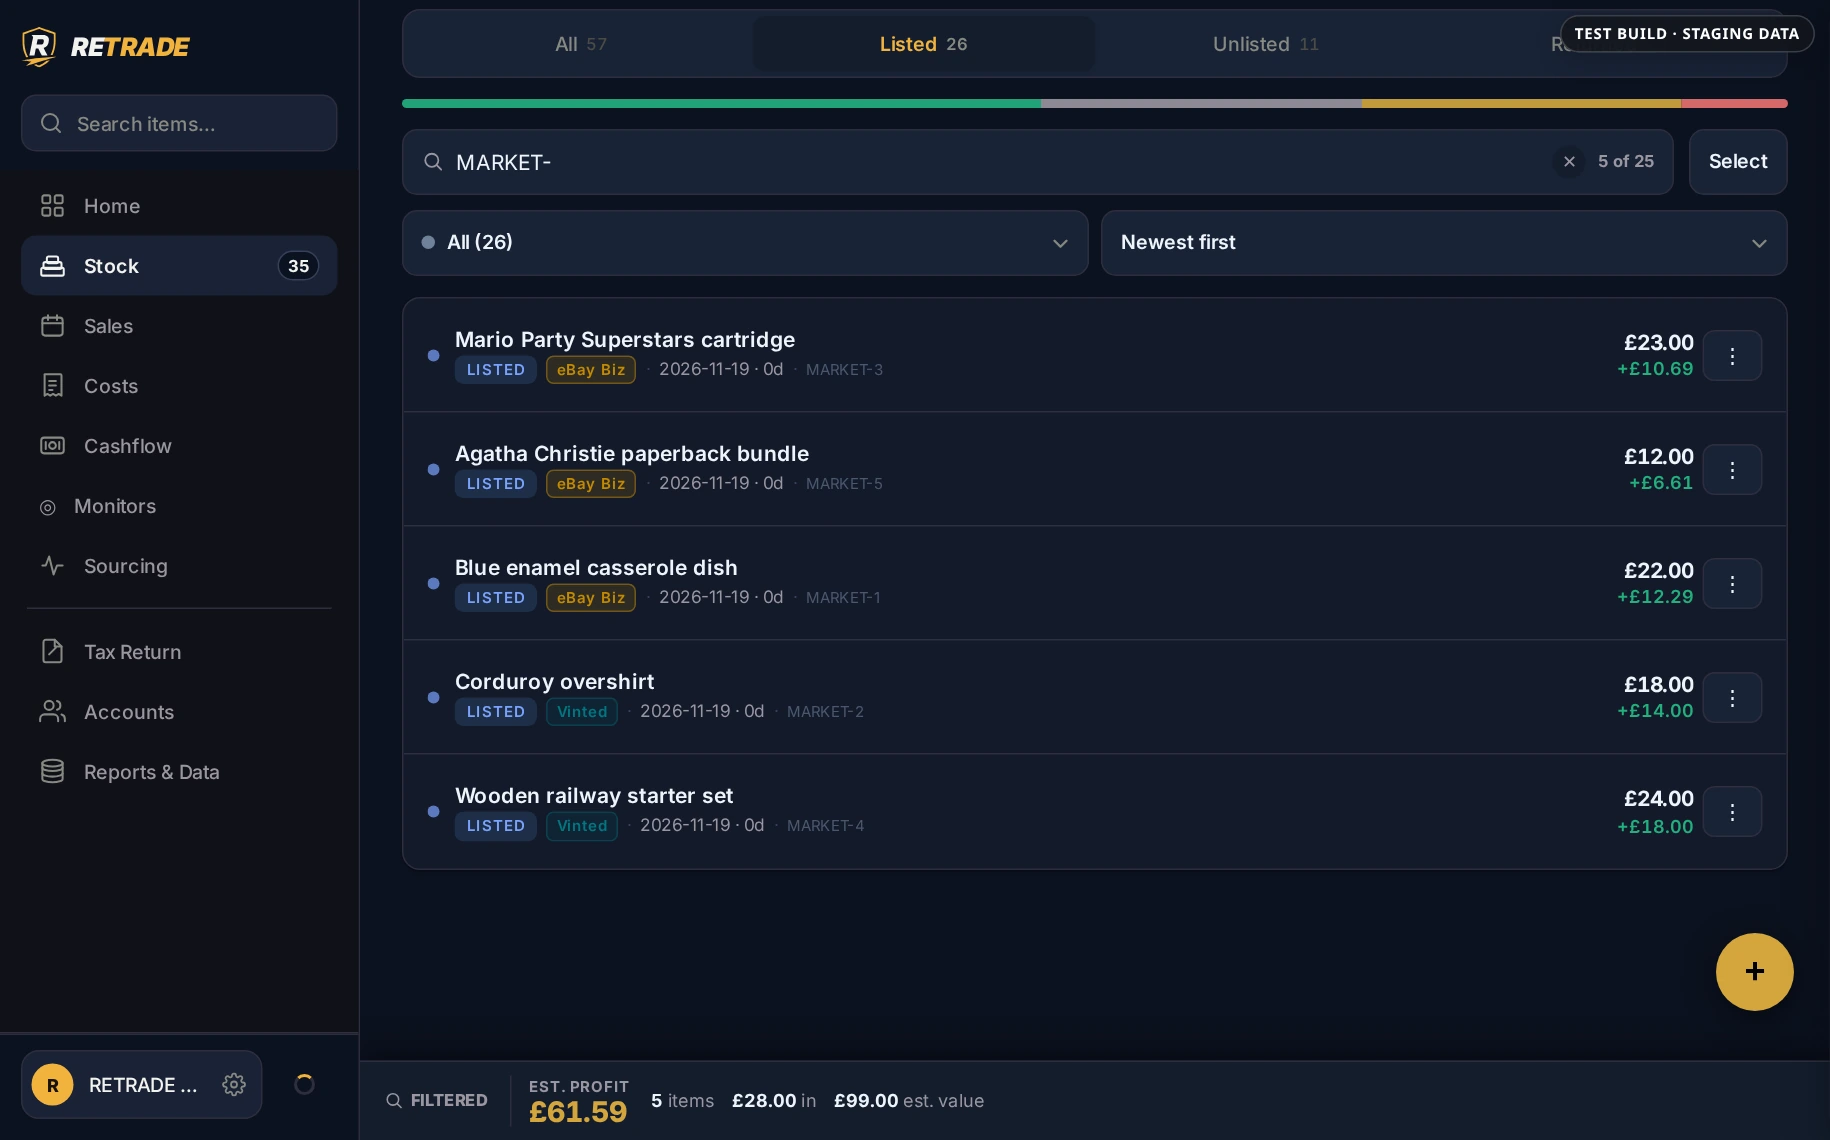 RETRADE
Search items...
Home
Stock 35
Sales
Costs
Cashflow
Monitors
Sourcing
Tax Return
Accounts
Reports & Data
R RETRADE ...
All 57
Listed 26
Unlisted 11
TEST BUILD · STAGING DATA
MARKET-
5 of 25
Select
All (26)
Newest first
Mario Party Superstars cartridge
£23.00
LISTED eBay Biz · 2026-11-19 · 0d · MARKET-3
+£10.69
Agatha Christie paperback bundle
£12.00
LISTED eBay Biz · 2026-11-19 · 0d · MARKET-5
+£6.61
Blue enamel casserole dish
£22.00
LISTED eBay Biz · 2026-11-19 · 0d · MARKET-1
+£12.29
Corduroy overshirt
£18.00
LISTED Vinted · 2026-11-19 · 0d · MARKET-2
+£14.00
Wooden railway starter set
£24.00
LISTED Vinted · 2026-11-19 · 0d · MARKET-4
+£18.00
+
FILTERED
EST. PROFIT
£61.59
5 items £28.00 in £99.00 est. value